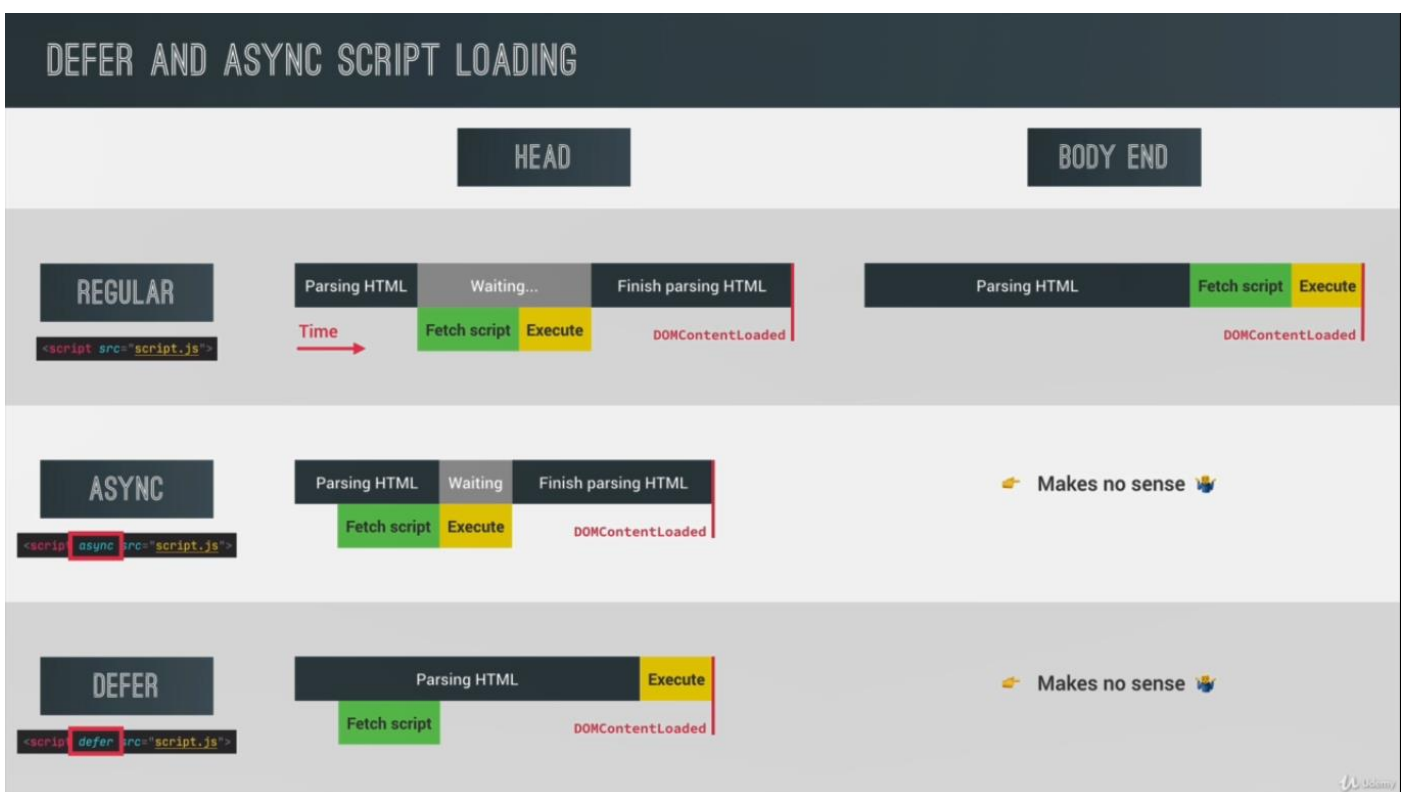 DEFER AND ASYNC SCRIPT LOADING
HEAD
BODY END
REGULAR
<script src="script.js">
Parsing HTML
Waiting...
Finish parsing HTML
Time
Fetch script
Execute
DOMContentLoaded
Parsing HTML
Fetch script
Execute
DOMContentLoaded
ASYNC
<script async src="script.js">
Parsing HTML
Waiting
Finish parsing HTML
Fetch script
Execute
DOMContentLoaded
👉 Makes no sense 🤷‍♂️
DEFER
<script defer src="script.js">
Parsing HTML
Execute
Fetch script
DOMContentLoaded
👉 Makes no sense 🤷‍♂️
Udemy